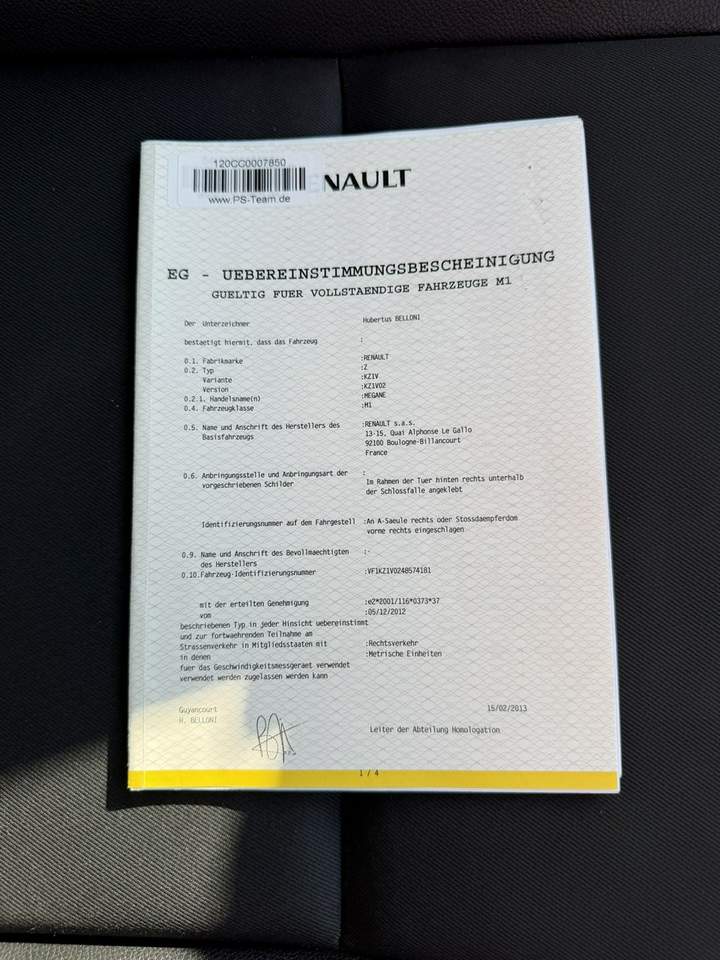 120CC0007850
www.PS-Team.de
NAULT
EG - UEBEREINSTIMMUNGSBESCHEINIGUNG
GUELTIG FUER VOLLSTAENDIGE FAHRZEUGE M1
Der Unterzeichner Hubertus BELLONI
bestaetigt hiermit, dass das Fahrzeug :
0.1. Fabrikmarke :RENAULT
0.2. Typ :Z
Variante :KZ1V
Version :KZ1V02
0.2.1. Handelsname(n) :MEGANE
0.4. Fahrzeugklasse :M1
0.5. Name und Anschrift des Herstellers des :RENAULT s.a.s.
Basisfahrzeugs 13-15, Quai Alphonse Le Gallo
92100 Boulogne-Billancourt
France
0.6. Anbringungsstelle und Anbringungsart der :
vorgeschriebenen Schilder Im Rahmen der Tuer hinten rechts unterhalb
der Schlossfalle angeklebt
Identifizierungsnummer auf dem Fahrgestell :An A-Saeule rechts oder Stossdaempferdom
vorne rechts eingeschlagen
0.9. Name und Anschrift des Bevollmaechtigten :-
des Herstellers
0.10.Fahrzeug-Identifizierungsnummer :VF1KZ1V0248574181
mit der erteilten Genehmigung :e2*2001/116*0373*37
vom :05/12/2012
beschriebenen Typ in jeder Hinsicht uebereinstimmt
und zur fortwaehrenden Teilnahme am
Strassenverkehr in Mitgliedsstaaten mit :Rechtsverkehr
in denen :Metrische Einheiten
fuer das Geschwindigkeitsmessgeraet verwendet
verwendet werden zugelassen werden kann
Guyancourt 15/02/2013
H. BELLONI
Leiter der Abteilung Homologation
1 / 4